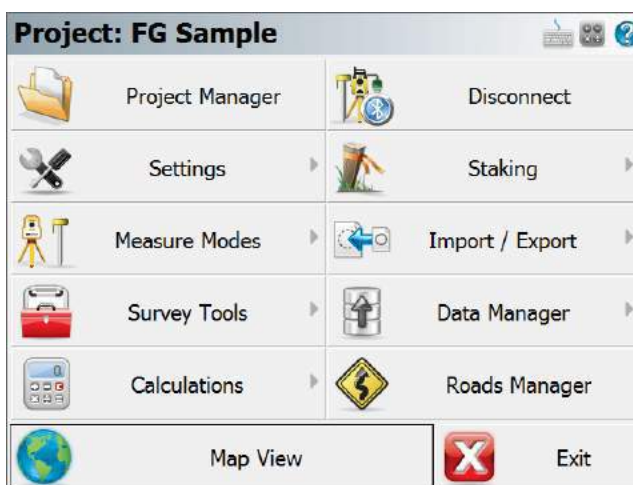 Project: FG Sample
Project Manager
Disconnect
Settings
Staking
Measure Modes
Import / Export
Survey Tools
Data Manager
Calculations
Roads Manager
Map View
Exit